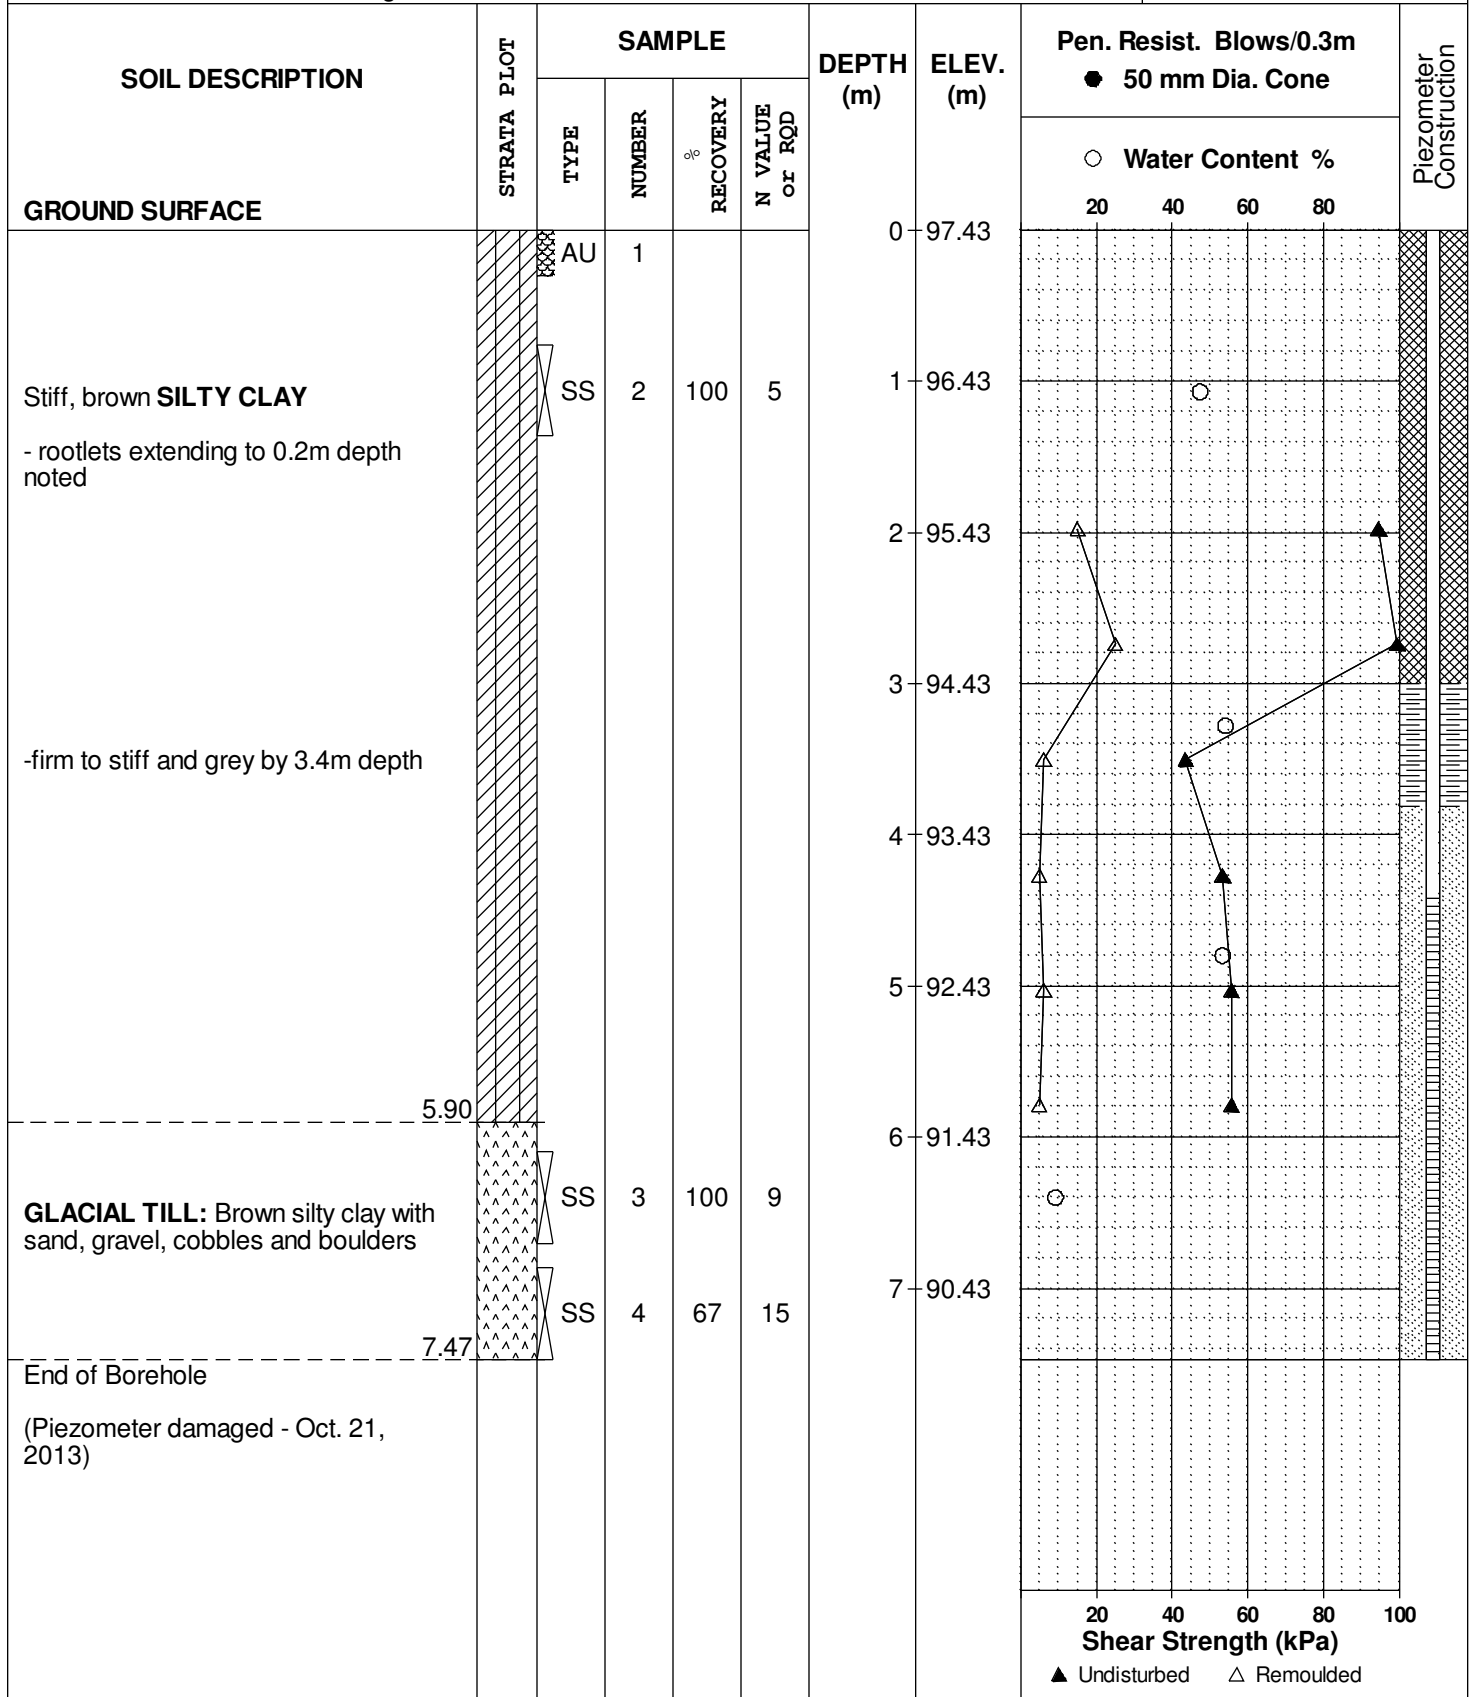 SOIL DESCRIPTION
GROUND SURFACE
STRATA PLOT
SAMPLE
TYPE
NUMBER
%
RECOVERY
N VALUE
or RQD
DEPTH
(m)
ELEV.
(m)
Pen. Resist. Blows/0.3m
● 50 mm Dia. Cone
○ Water Content %
20 40 60 80
Piezometer
Construction
0 97.43
AU 1
Stiff, brown SILTY CLAY
SS 2 100 5
1 96.43
- rootlets extending to 0.2m depth
noted
2 95.43
3 94.43
-firm to stiff and grey by 3.4m depth
4 93.43
5 92.43
5.90
6 91.43
GLACIAL TILL: Brown silty clay with
sand, gravel, cobbles and boulders
SS 3 100 9
7 90.43
SS 4 67 15
7.47
End of Borehole
(Piezometer damaged - Oct. 21,
2013)
20 40 60 80 100
Shear Strength (kPa)
▲ Undisturbed △ Remoulded